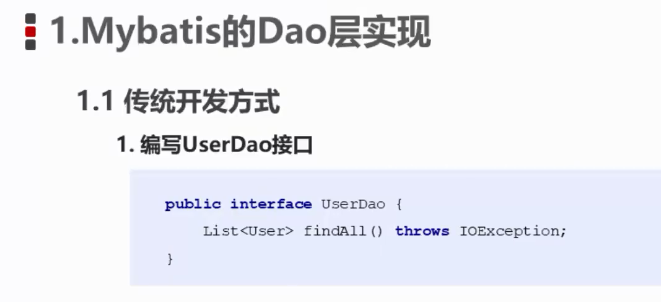 1.Mybatis的Dao层实现
1.1 传统开发方式
1. 编写UserDao接口
public interface UserDao {
List<User> findAll() throws IOException;
}